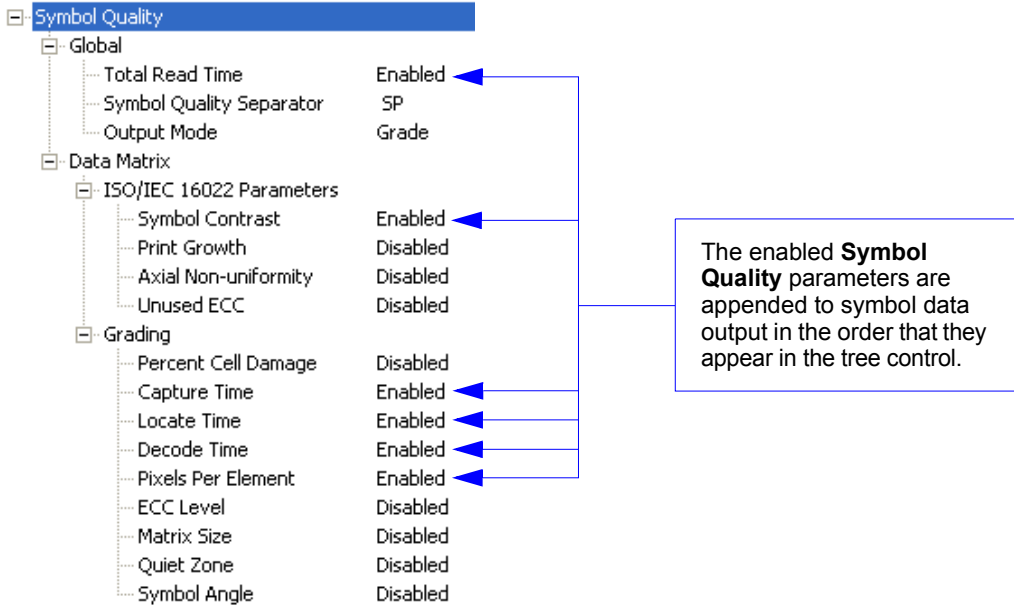 Symbol Quality
Global
Total Read Time Enabled
Symbol Quality Separator SP
Output Mode Grade
Data Matrix
ISO/IEC 16022 Parameters
Symbol Contrast Enabled
Print Growth Disabled
Axial Non-uniformity Disabled
Unused ECC Disabled
Grading
Percent Cell Damage Disabled
Capture Time Enabled
Locate Time Enabled
Decode Time Enabled
Pixels Per Element Enabled
ECC Level Disabled
Matrix Size Disabled
Quiet Zone Disabled
Symbol Angle Disabled
The enabled Symbol
Quality parameters are
appended to symbol data
output in the order that they
appear in the tree control.